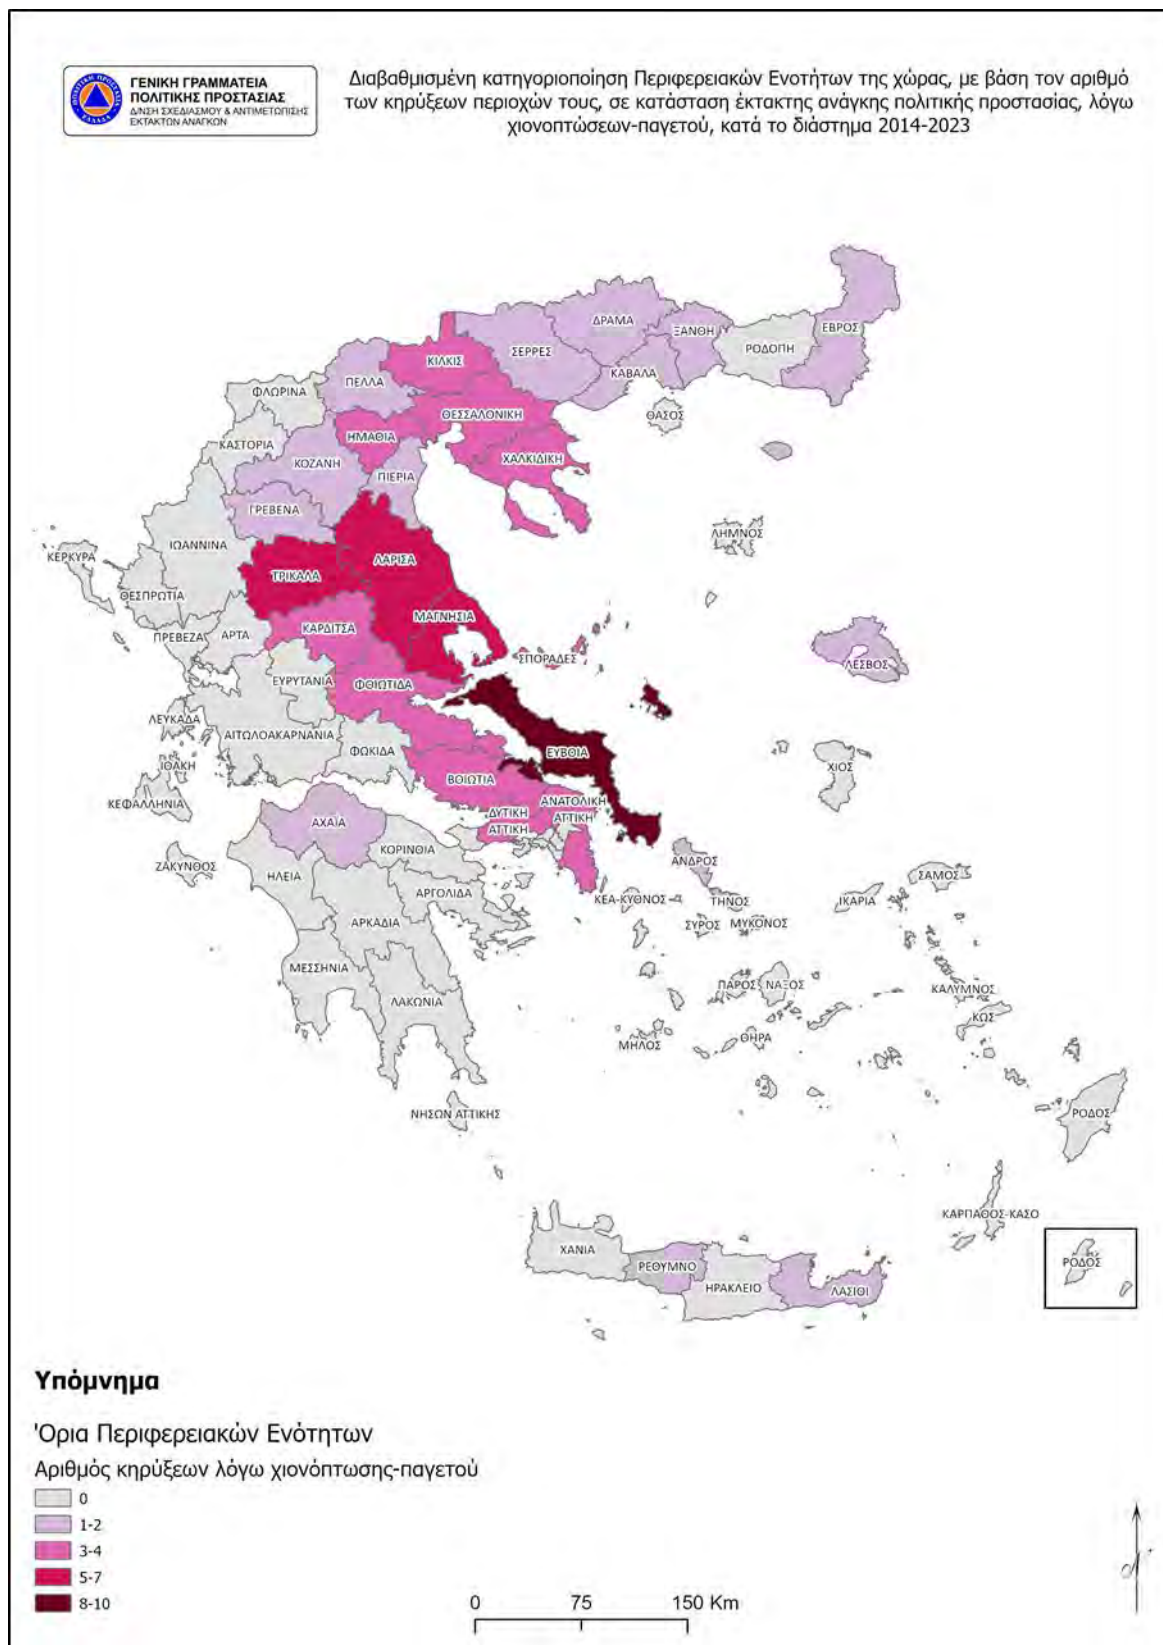 ΓΕΝΙΚΗ ΓΡΑΜΜΑΤΕΙΑ
ΠΟΛΙΤΙΚΗΣ ΠΡΟΣΤΑΣΙΑΣ
Δ/ΝΣΗ ΣΧΕΔΙΑΣΜΟΥ & ΑΝΤΙΜΕΤΩΠΙΣΗΣ
ΕΚΤΑΚΤΩΝ ΑΝΑΓΚΩΝ
ΠΟΛΙΤΙΚΗ ΠΡΟΣΤΑΣΙΑ
ΕΛΛΑΔΑ
Διαβαθμισμένη κατηγοριοποίηση Περιφερειακών Ενοτήτων της χώρας, με βάση τον αριθμό
των κηρύξεων περιοχών τους, σε κατάσταση έκτακτης ανάγκης πολιτικής προστασίας, λόγω
χιονοπτώσεων-παγετού, κατά το διάστημα 2014-2023
ΔΡΑΜΑ
ΞΑΝΘΗ
ΕΒΡΟΣ
ΡΟΔΟΠΗ
ΣΕΡΡΕΣ
ΚΙΛΚΙΣ
ΚΑΒΑΛΑ
ΠΕΛΛΑ
ΦΛΩΡΙΝΑ
ΘΕΣΣΑΛΟΝΙΚΗ
ΘΑΣΟΣ
ΗΜΑΘΙΑ
ΚΑΣΤΟΡΙΑ
ΧΑΛΚΙΔΙΚΗ
ΚΟΖΑΝΗ
ΠΙΕΡΙΑ
ΓΡΕΒΕΝΑ
ΛΗΜΝΟΣ
ΙΩΑΝΝΙΝΑ
ΚΕΡΚΥΡΑ
ΛΑΡΙΣΑ
ΤΡΙΚΑΛΑ
ΘΕΣΠΡΩΤΙΑ
ΜΑΓΝΗΣΙΑ
ΚΑΡΔΙΤΣΑ
ΠΡΕΒΕΖΑ
ΑΡΤΑ
ΣΠΟΡΑΔΕΣ
ΛΕΣΒΟΣ
ΕΥΡΥΤΑΝΙΑ
ΦΘΙΩΤΙΔΑ
ΛΕΥΚΑΔΑ
ΑΙΤΩΛΟΑΚΑΡΝΑΝΙΑ
ΦΩΚΙΔΑ
ΕΥΒΟΙΑ
ΙΘΑΚΗ
ΒΟΙΩΤΙΑ
ΧΙΟΣ
ΚΕΦΑΛΛΗΝΙΑ
ΑΝΑΤΟΛΙΚΗ
ΑΤΤΙΚΗ
ΔΥΤΙΚΗ
ΑΤΤΙΚΗ
ΑΧΑΪΑ
ΚΟΡΙΝΘΙΑ
ΖΑΚΥΝΘΟΣ
ΗΛΕΙΑ
ΑΝΔΡΟΣ
ΣΑΜΟΣ
ΑΡΓΟΛΙΔΑ
ΚΕΑ-ΚΥΘΝΟΣ
ΤΗΝΟΣ
ΙΚΑΡΙΑ
ΑΡΚΑΔΙΑ
ΣΥΡΟΣ
ΜΥΚΟΝΟΣ
ΜΕΣΣΗΝΙΑ
ΠΑΡΟΣ
ΝΑΞΟΣ
ΚΑΛΥΜΝΟΣ
ΛΑΚΩΝΙΑ
ΚΩΣ
ΜΗΛΟΣ
ΘΗΡΑ
ΝΗΣΩΝ ΑΤΤΙΚΗΣ
ΡΟΔΟΣ
ΚΑΡΠΑΘΟΣ-ΚΑΣΟ
ΧΑΝΙΑ
ΡΕΘΥΜΝΟ
ΗΡΑΚΛΕΙΟ
ΛΑΣΙΘΙ
ΡΟΔΟΣ
Υπόμνημα
'Ορια Περιφερειακών Ενότητων
Αριθμός κηρύξεων λόγω χιονόπτωσης-παγετού
0
1-2
3-4
5-7
8-10
0 75 150 Km